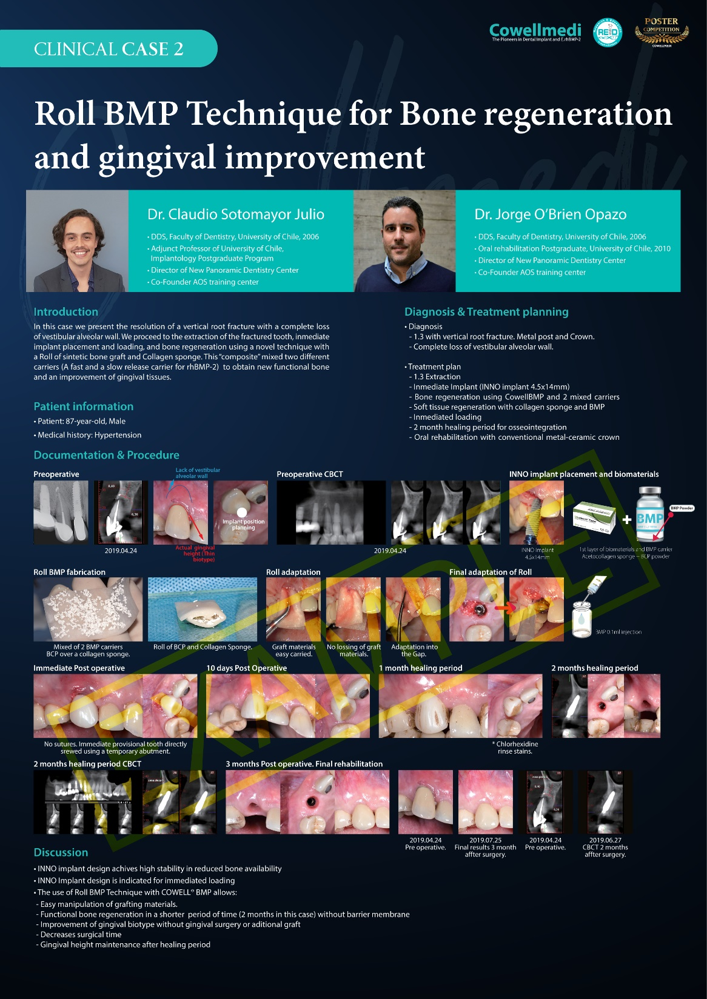 Cowellmedi
The Pioneers in Dental Implant and E.rhBMP-2
POSTER
COMPETITION
COWELLMEDI
CLINICAL CASE 2
Roll BMP Technique for Bone regeneration
and gingival improvement
Dr. Claudio Sotomayor Julio
• DDS, Faculty of Dentistry, University of Chile, 2006
• Adjunct Professor of University of Chile,
Implantology Postgraduate Program
• Director of New Panoramic Dentistry Center
• Co-Founder AOS training center
Dr. Jorge O’Brien Opazo
• DDS, Faculty of Dentistry, University of Chile, 2006
• Oral rehabilitation Postgraduate, University of Chile, 2010
• Director of New Panoramic Dentistry Center
• Co-Founder AOS training center
Introduction
In this case we present the resolution of a vertical root fracture with a complete loss
of vestibular alveolar wall. We proceed to the extraction of the fractured tooth, inmediate
implant placement and loading, and bone regeneration using a novel technique with
a Roll of sintetic bone graft and Collagen sponge. This “composite” mixed two different
carriers (A fast and a slow release carrier for rhBMP-2) to obtain new functional bone
and an improvement of gingival tissues.
Patient information
• Patient: 87-year-old, Male
• Medical history: Hypertension
Diagnosis & Treatment planning
• Diagnosis
- 1.3 with vertical root fracture. Metal post and Crown.
- Complete loss of vestibular alveolar wall.
• Treatment plan
- 1.3 Extraction
- Inmediate Implant (INNO implant 4.5x14mm)
- Bone regeneration using CowellBMP and 2 mixed carriers
- Soft tissue regeneration with collagen sponge and BMP
- Inmediated loading
- 2 month healing period for osseointegration
- Oral rehabilitation with conventional metal-ceramic crown
Documentation & Procedure
Preoperative
Lack of vestibular
alveolar wall
8,40
6,36
Implant position
planning
Actual gingival
height (Thin
biotype)
2019.04.24
Preoperative CBCT
2019.04.24
INNO implant placement and biomaterials
BMP
BMP Powder
INNO Implant
4.5x14mm
1st layer of biomaterials and BMP carrier
Acetocollagen sponge – BCP powder
Roll BMP fabrication
Mixed of 2 BMP carriers
BCP over a collagen sponge.
Roll of BCP and Collagen Sponge.
Roll adaptation
Graft materials
easy carried.
No lossing of graft
materials.
Adaptation into
the Gap.
Final adaptation of Roll
BMP 0.1ml injection
Immediate Post operative
No sutures. Immediate provisional tooth directly
srewed using a temporary abutment.
10 days Post Operative
1 month healing period
* Chlorhexidine
rinse stains.
2 months healing period
27
2 months healing period CBCT
zona pieza
26
27
3 months Post operative. Final rehabilitation
2019.04.24
Pre operative.
2019.07.25
Final results 3 month
affter surgery.
8,40
6,36
2019.04.24
Pre operative.
27
2019.06.27
CBCT 2 months
affter surgery.
EXAMPLE
Discussion
• INNO implant design achives high stability in reduced bone availability
• INNO Implant design is indicated for immediated loading
• The use of Roll BMP Technique with COWELL® BMP allows:
- Easy manipulation of grafting materials.
- Functional bone regeneration in a shorter period of time (2 months in this case) without barrier membrane
- Improvement of gingival biotype without gingival surgery or aditional graft
- Decreases surgical time
- Gingival height maintenance after healing period